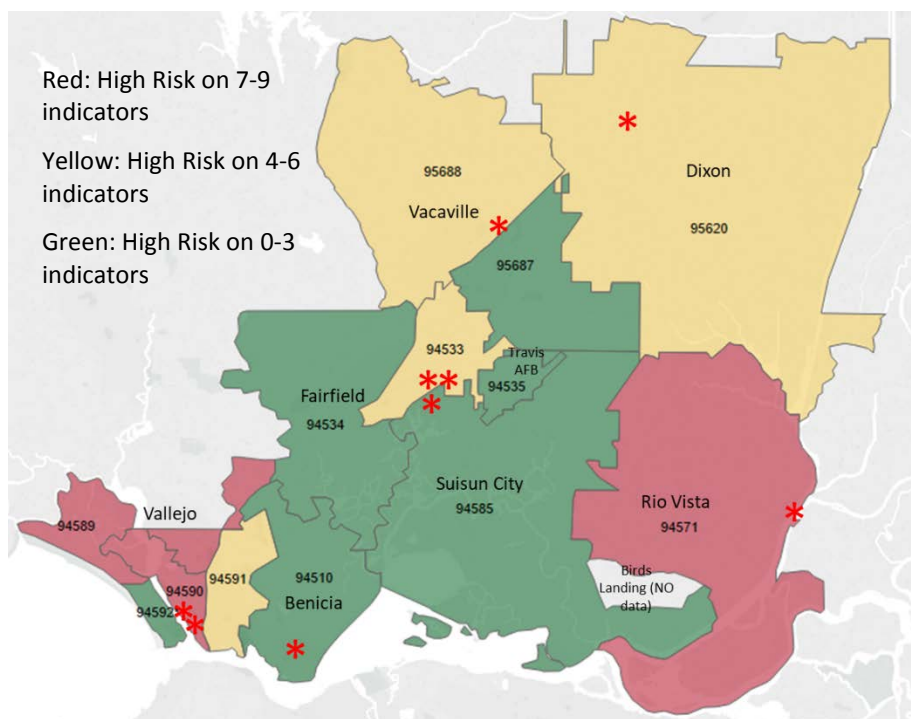 Red: High Risk on 7-9
indicators
Yellow: High Risk on 4-6
indicators
Green: High Risk on 0-3
indicators
95688
Vacaville
Dixon
95620
95687
94533
Travis
AFB
94535
Fairfield
94534
Suisun City
94585
Rio Vista
94571
Vallejo
94589
94591
94510
Benicia
94590
94592
Birds
Landing (NO
data)